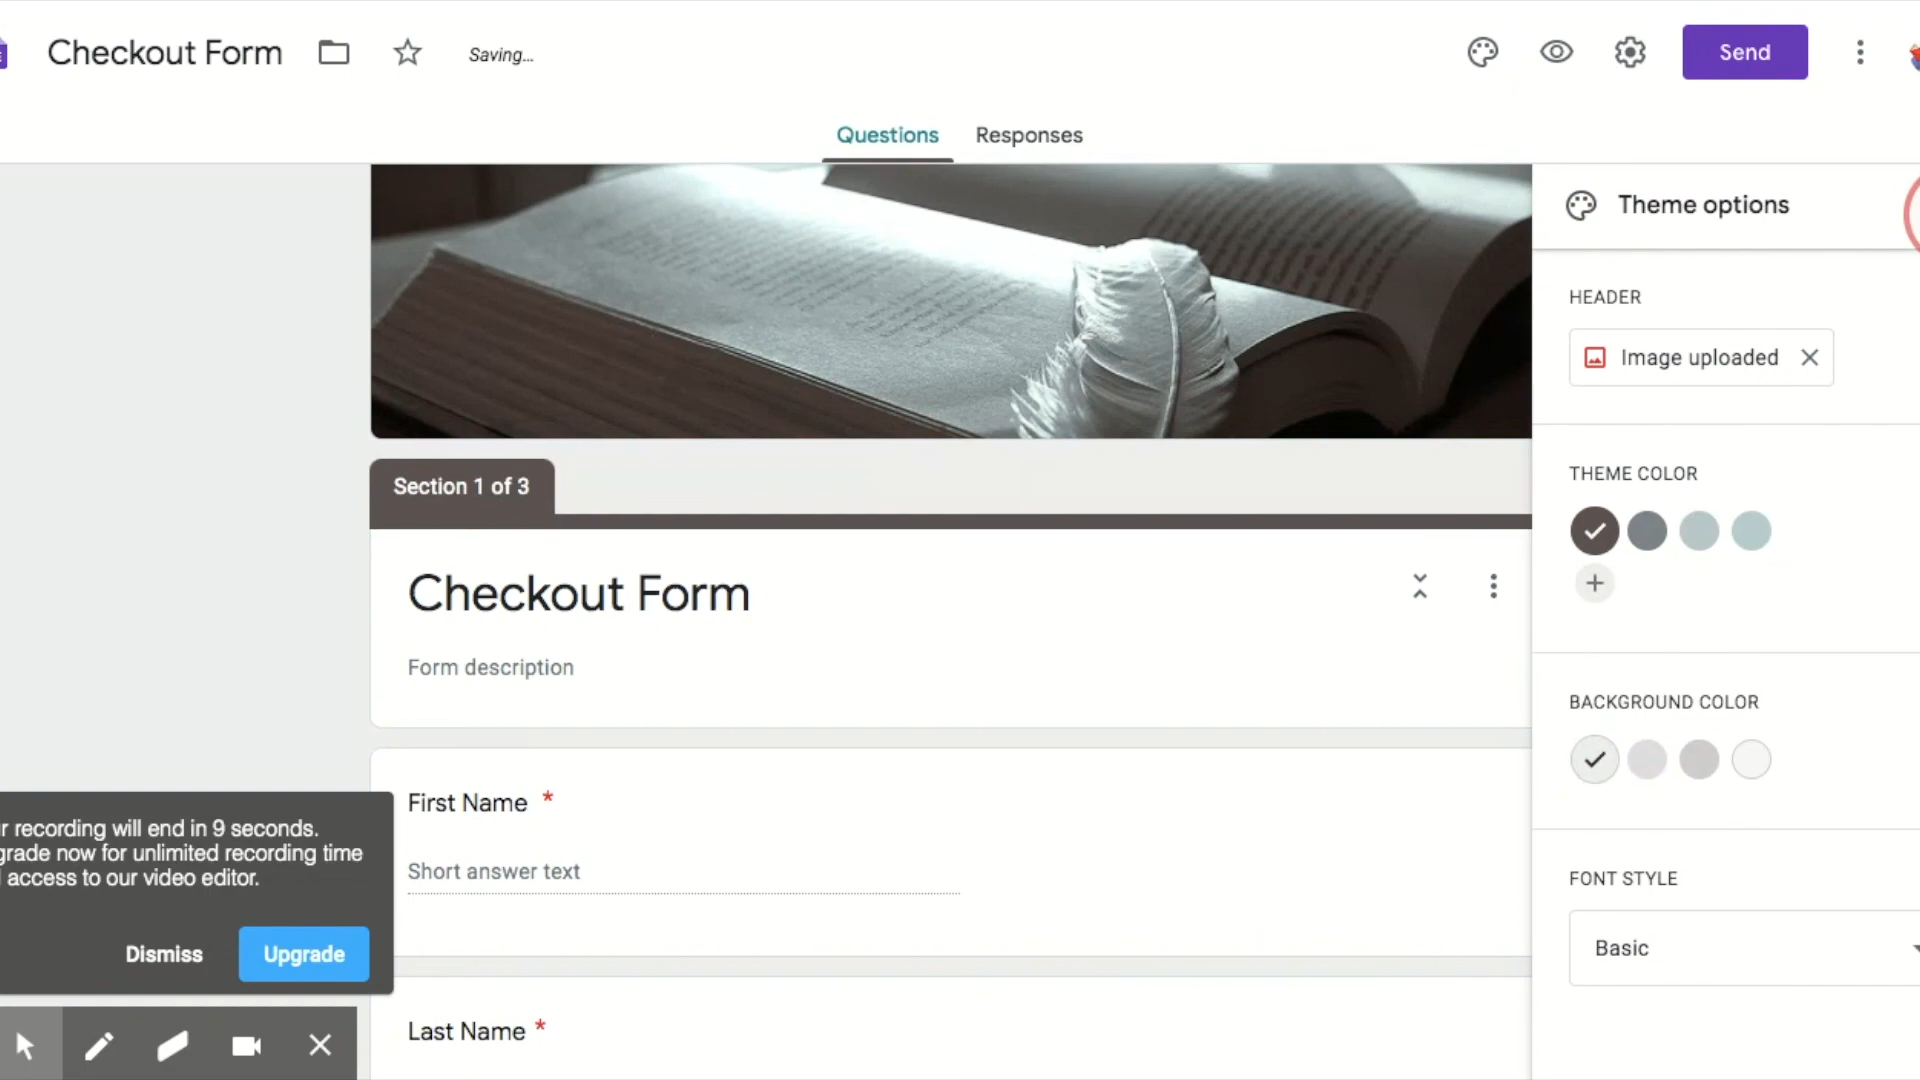 Checkout Form
Saving...
Send
Questions
Responses
Theme options
HEADER
Image uploaded
Section 1 of 3
THEME COLOR
Checkout Form
Form description
BACKGROUND COLOR
First Name *
Short answer text
recording will end in 9 seconds.
now for unlimited recording time
access to our video editor.
Dismiss
Upgrade
FONT STYLE
Basic
Last Name *